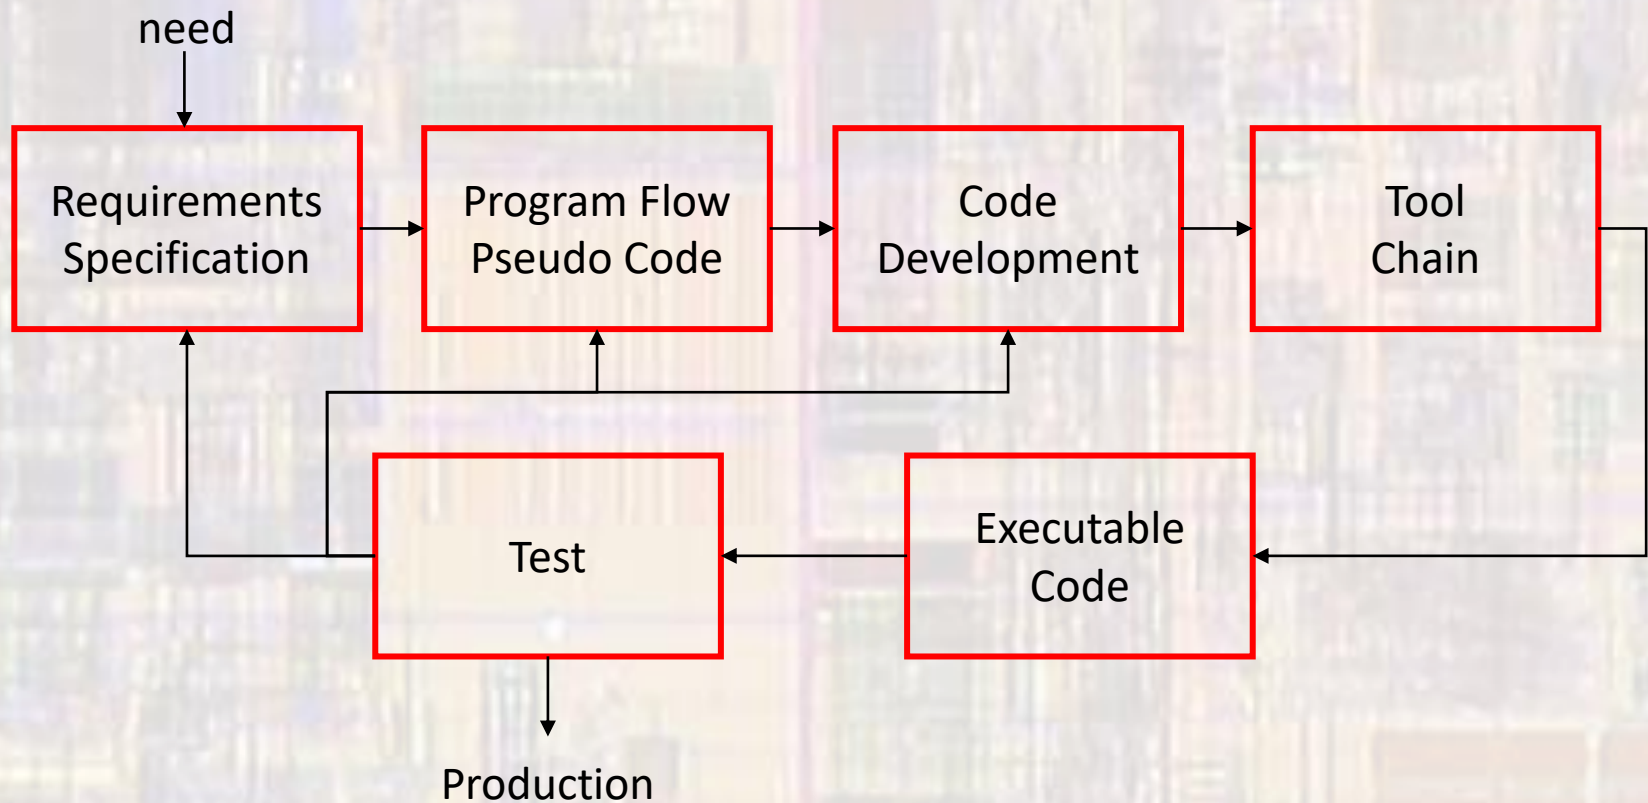 need
Requirements
Specification
Program Flow
Pseudo Code
Code
Development
Tool
Chain
Test
Executable
Code
Production